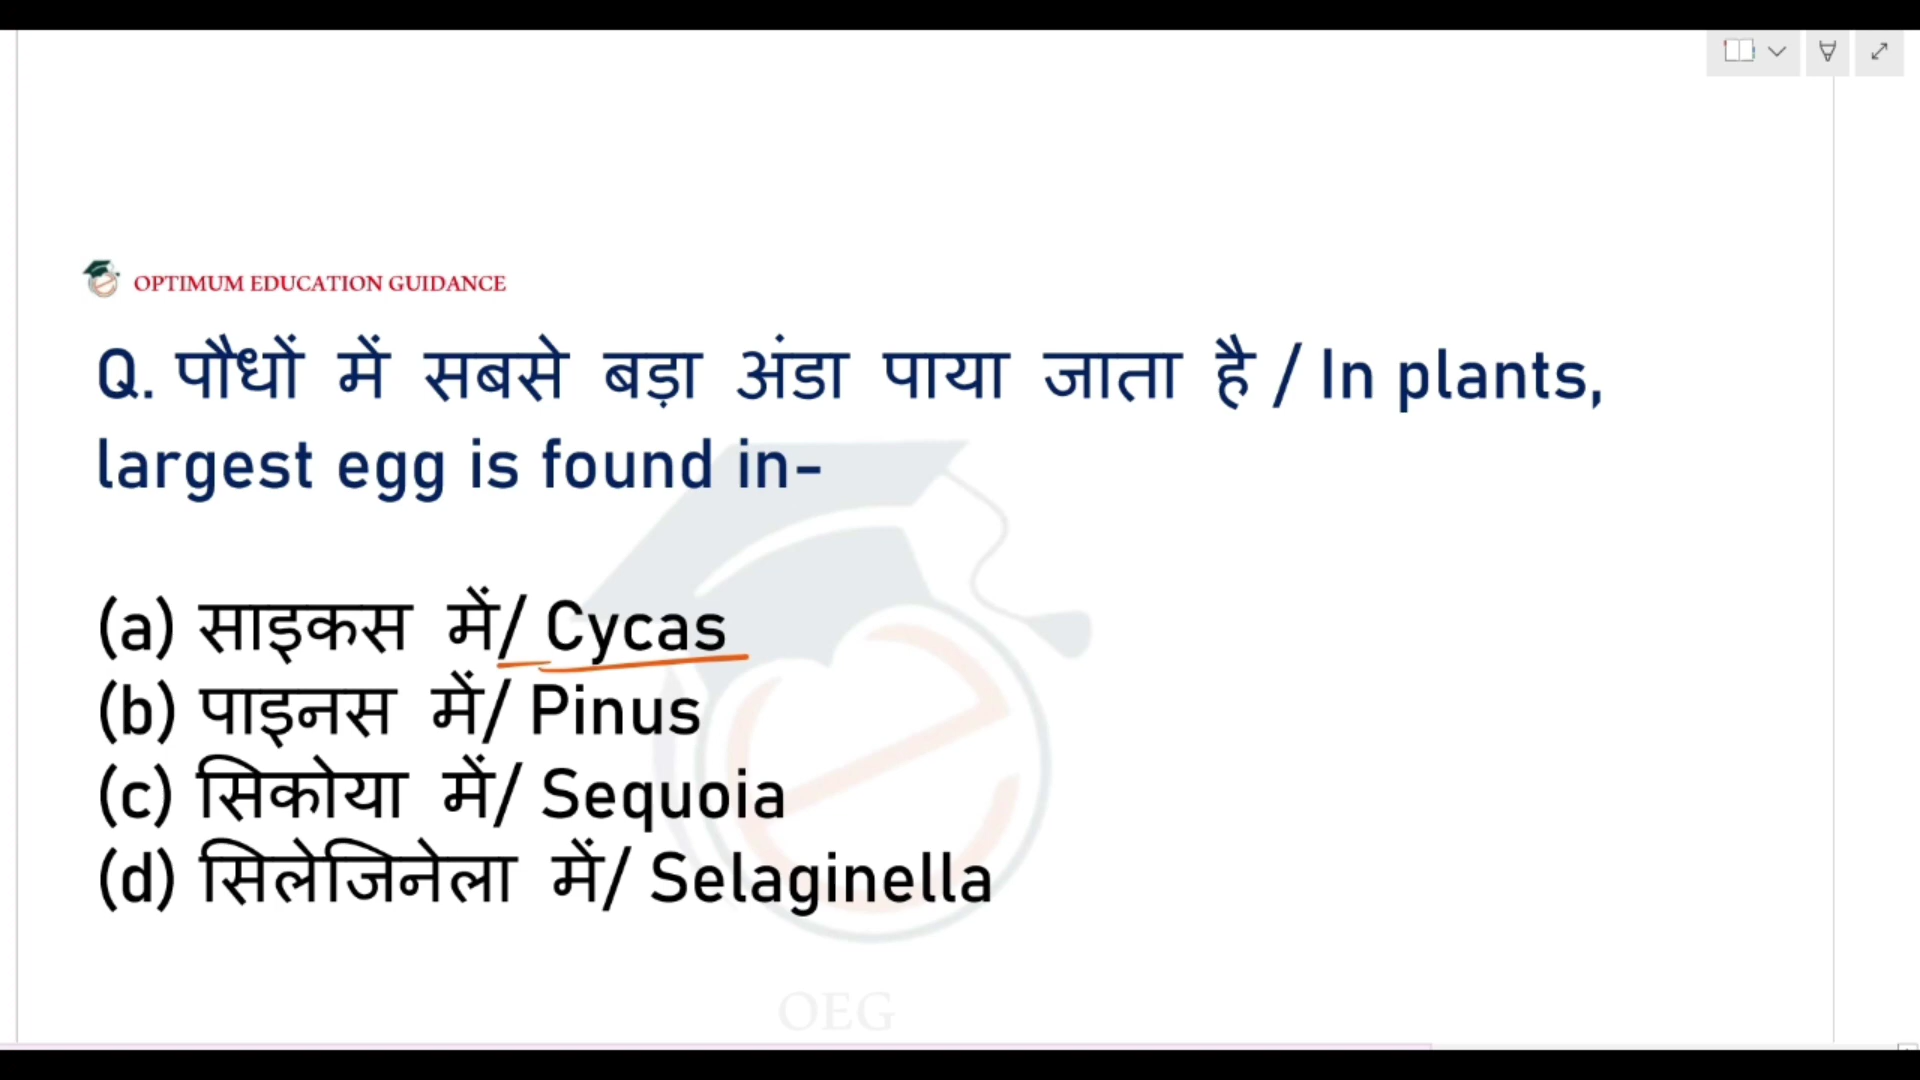 OPTIMUM EDUCATION GUIDANCE
Q. पौधों में सबसे बड़ा अंडा पाया जाता है / In plants,
largest egg is found in-
(a) साइकस में/ Cycas
(b) पाइनस में/ Pinus
(c) सिकोया में/ Sequoia
(d) सिलेजिनेला में/ Selaginella
OEG